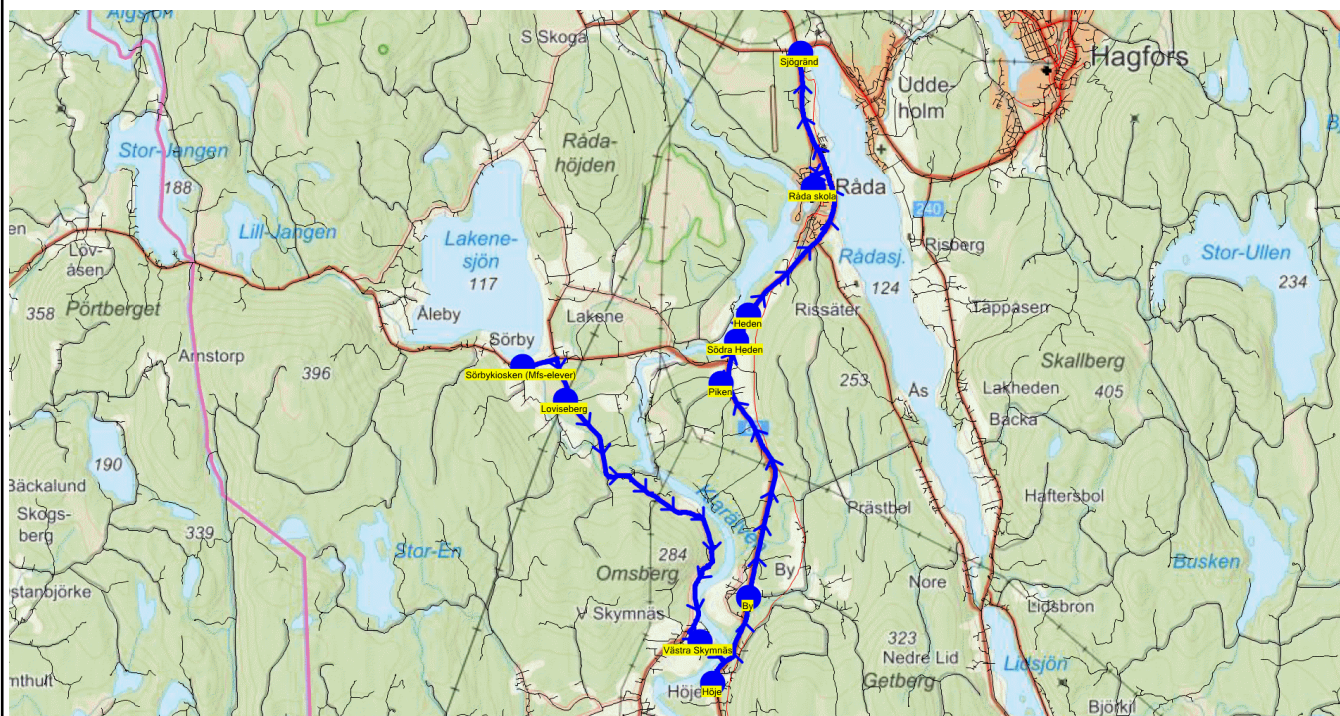 Algsjön
S Skoga
Sjögränd
Hagfors
Udde-
holm
Råda-
höjden
Stor-Jangen
188
Råda skola
Råda
240
Lill-Jangen
Lakene-
sjön
117
Risberg
Rådasj.
124
Stor-Ullen
234
Lov-
åsen
358
Pörtberget
Åleby
Lakene
Heden
Rissäter
Täppåsen
Sörby
Södra Heden
Arnstorp
396
Sörbykiosken (Mfs-elever)
Piken
253
Ås
Skallberg
405
Lakheden
Loviseberg
Backa
190
Bäckalund
Skogs-
berg
339
Klarälven
Prästbol
Haftersbol
Stor-En
284
Omsberg
By
Busken
Nore
stanbjörke
V Skymnäs
By
Lidsbron
323
Västra Skymnäs
Nedre Lid
Getberg
Lidsjön
mthult
Höje
Höje
Björkil